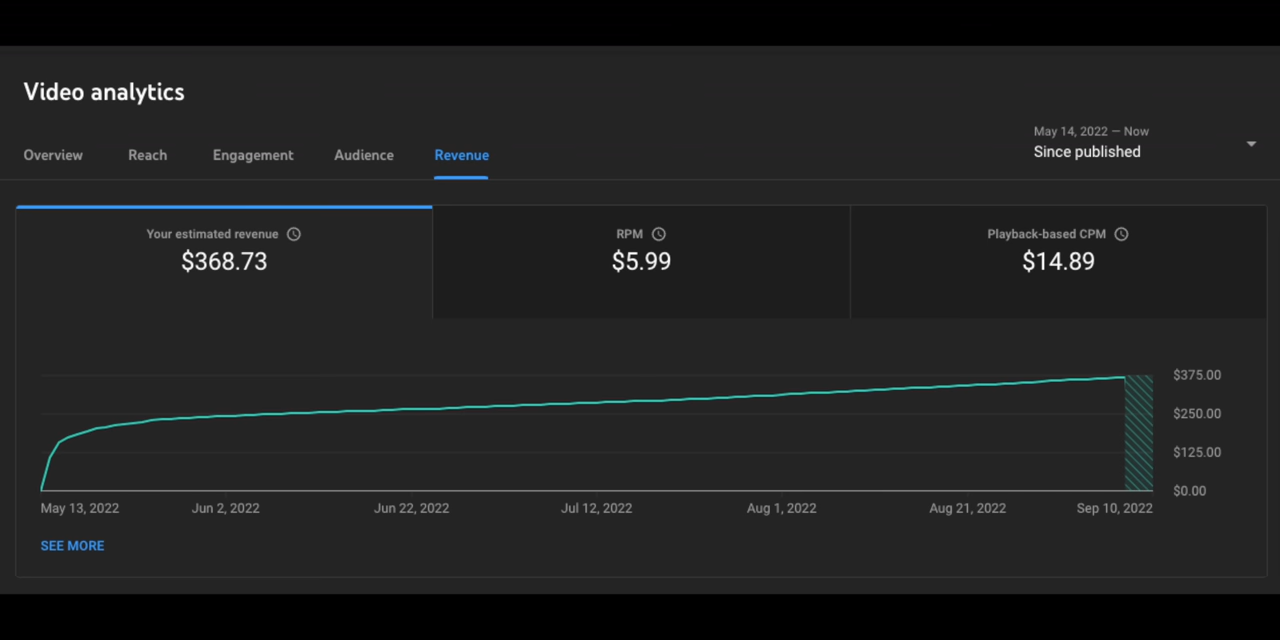 Video analytics
May 14, 2022 – Now
Since published
Overview Reach Engagement Audience Revenue
Your estimated revenue RPM Playback-based CPM
$368.73 $5.99 $14.89
$375.00
$250.00
$125.00
$0.00
May 13, 2022 Jun 2, 2022 Jun 22, 2022 Jul 12, 2022 Aug 1, 2022 Aug 21, 2022 Sep 10, 2022
SEE MORE